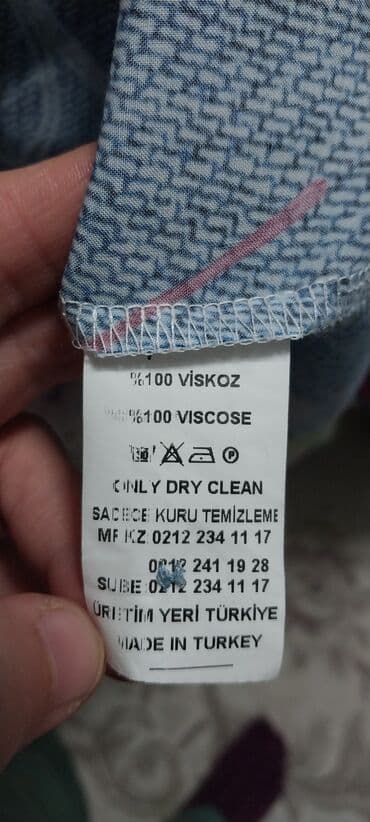 %100 VİSKOZ
%100 VISCOSE
P
ONLY DRY CLEAN
SADECE KURU TEMİZLEME
MRKZ 0212 234 11 17
0212 241 19 28
SUBE:0212 234 11 17
ÜRETİM YERİ TÜRKİYE
MADE IN TURKEY